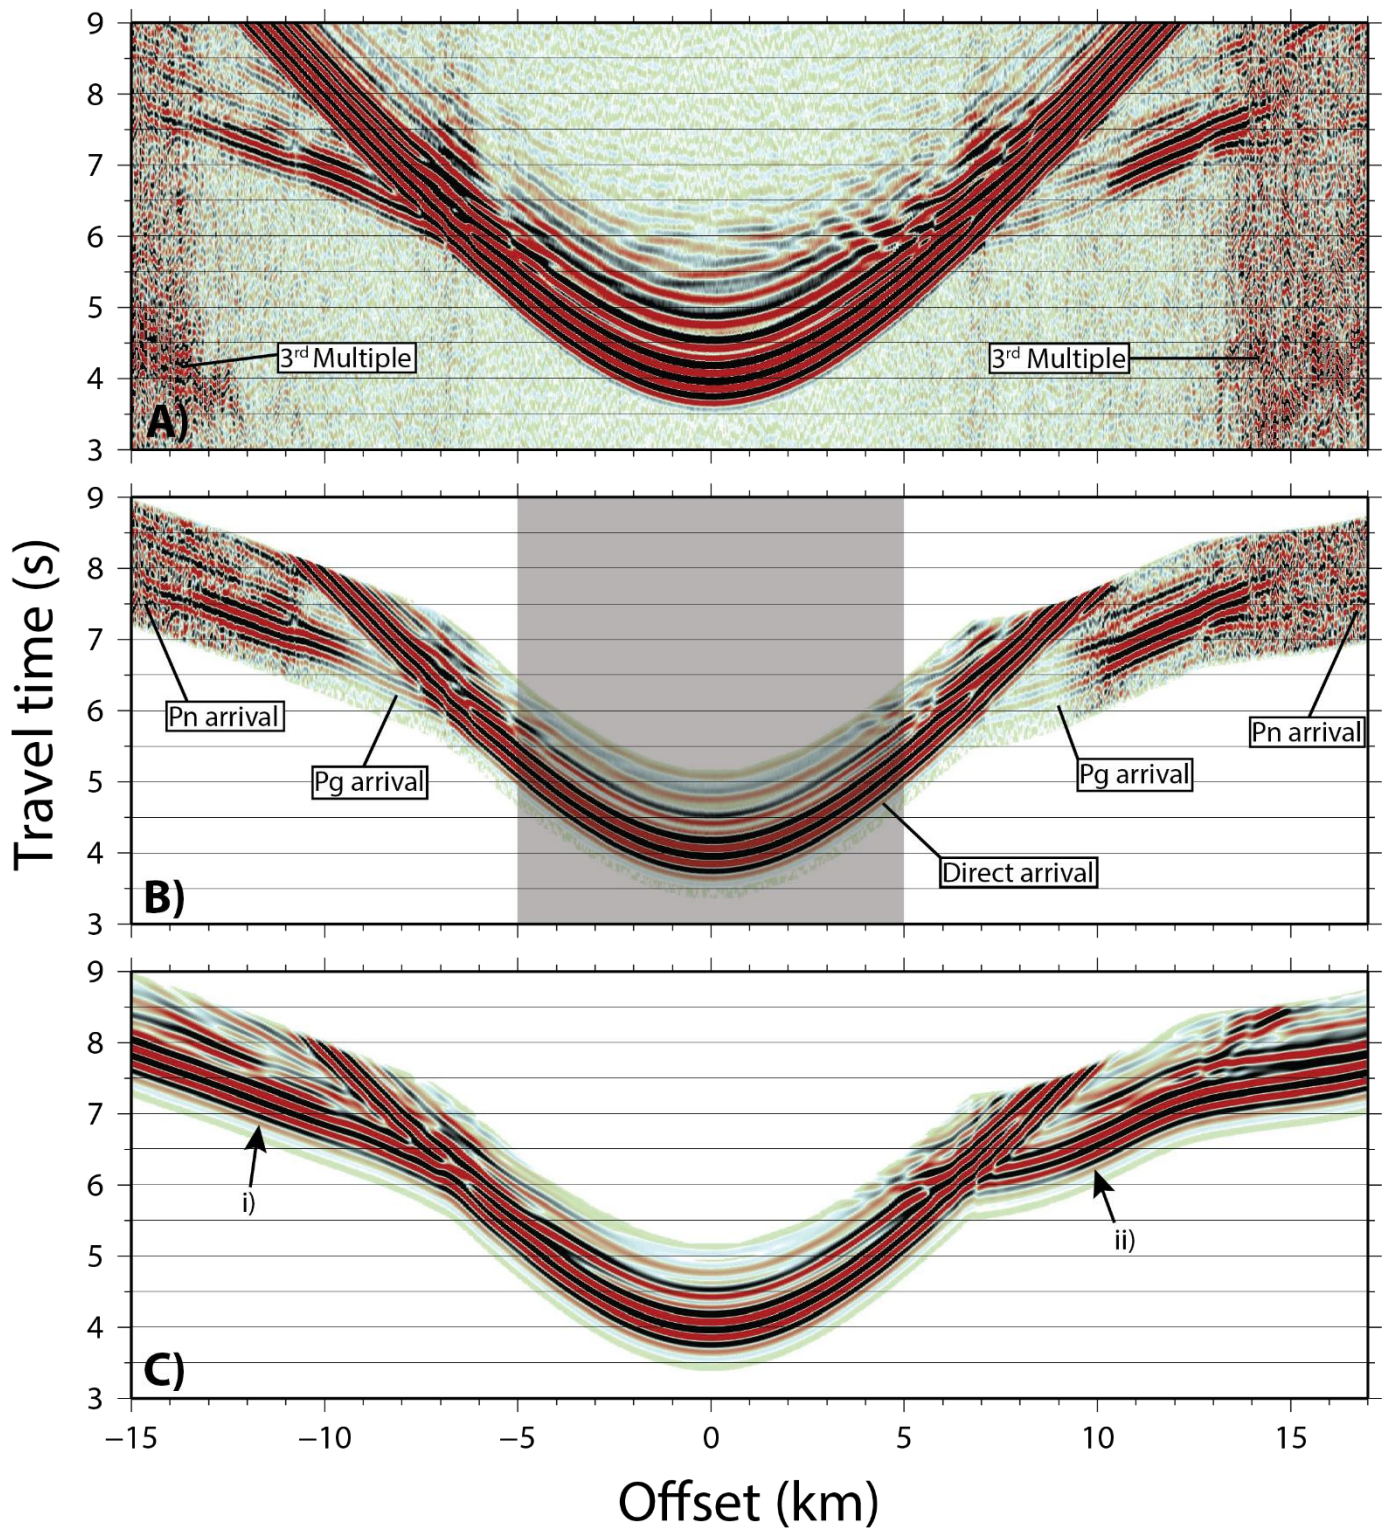 9
8
7
6
5
4
3
3rd Multiple
3rd Multiple
A)
Travel time (s)
9
8
7
6
5
4
3
Pn arrival
Pg arrival
Pn arrival
Pg arrival
Direct arrival
B)
9
8
7
6
5
4
3
i)
ii)
C)
−15 −10 −5 0 5 10 15
Offset (km)